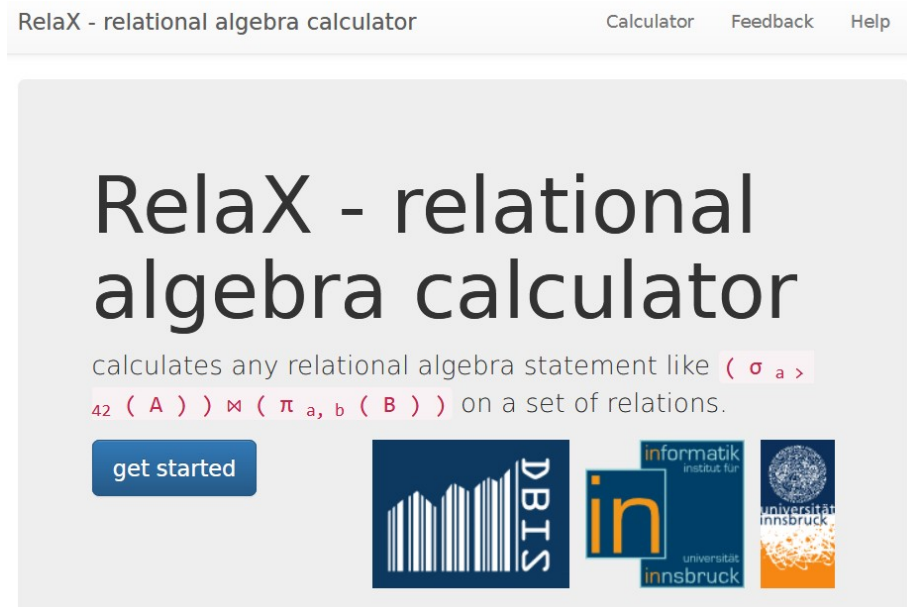 RelaX - relational algebra calculator Calculator Feedback Help
RelaX - relational
algebra calculator
calculates any relational algebra statement like ( σ a >
42 ( A ) ) ⋈ ( π a, b ( B ) ) on a set of relations.
get started
DBIS
informatik
institut für
in
universität
innsbruck
universität
innsbruck